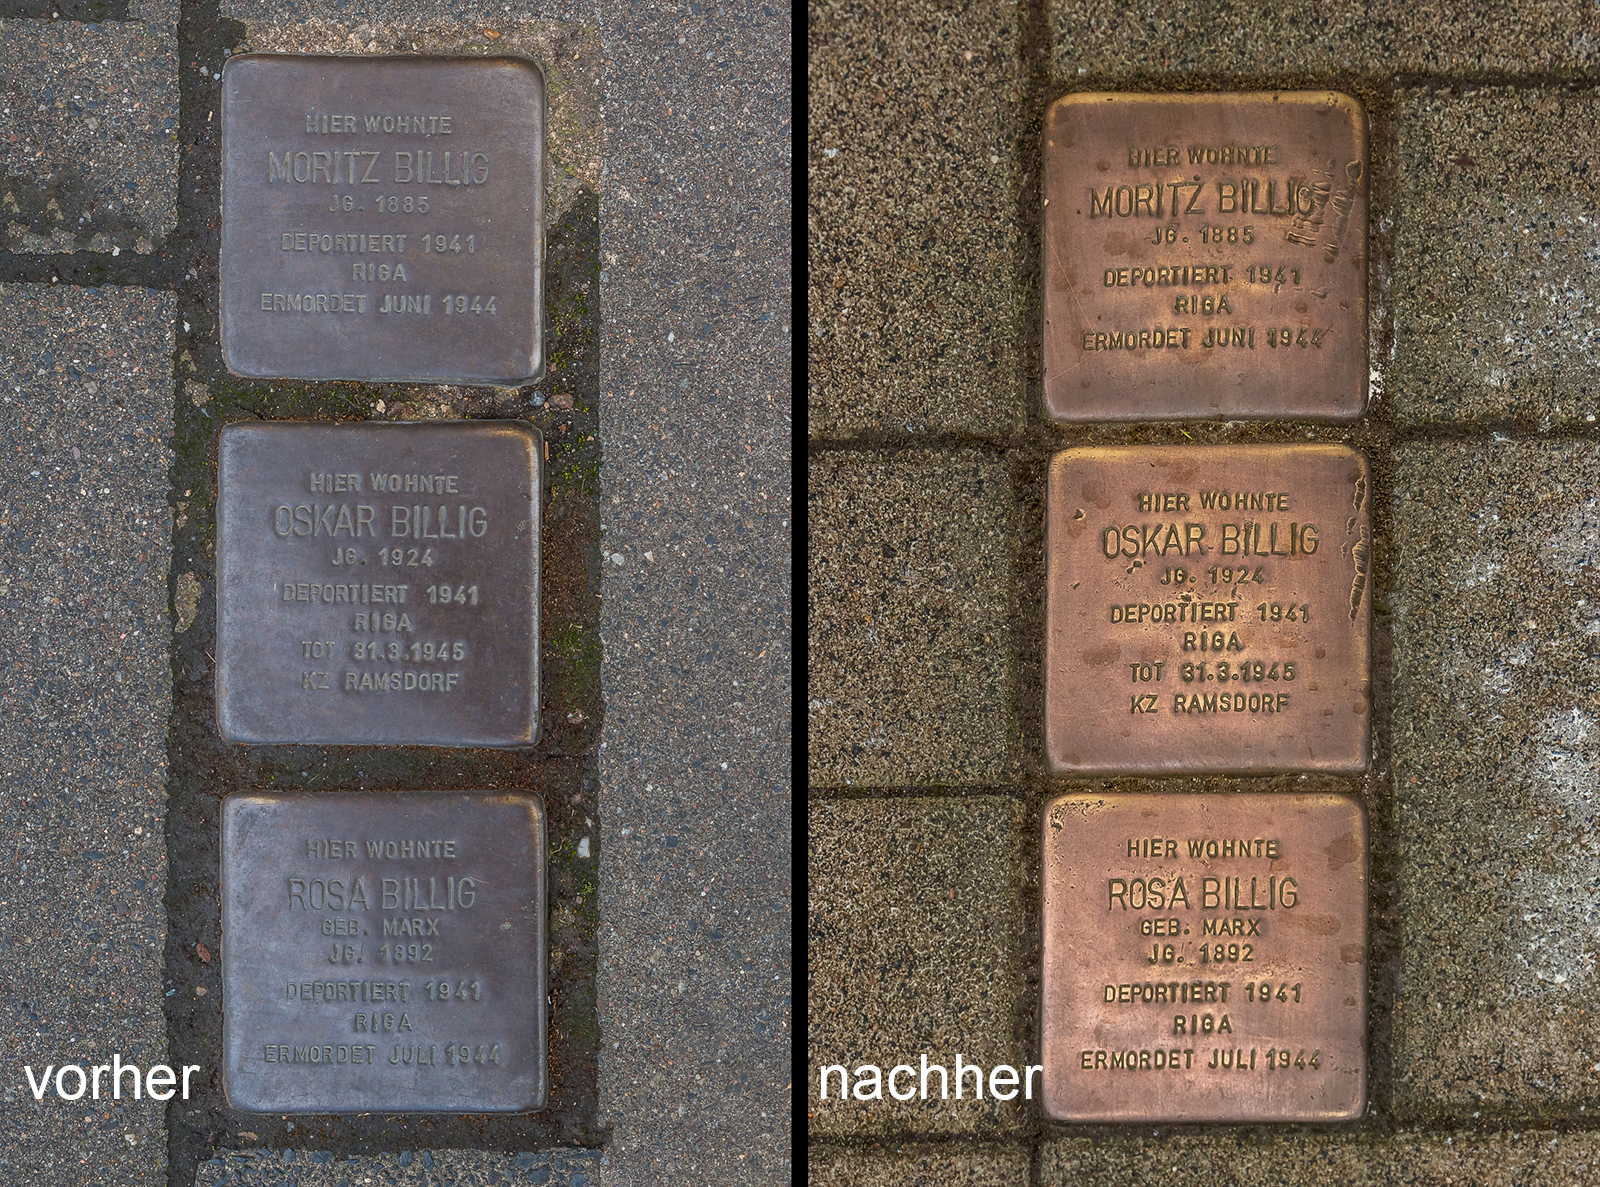 HIER WOHNTE
MORITZ BILLIG
JG. 1885
DEPORTIERT 1941
RIGA
ERMORDET JUNI 1944
HIER WOHNTE
OSKAR BILLIG
JG. 1924
DEPORTIERT 1941
RIGA
TOT 31.3.1945
KZ RAMSDORF
HIER WOHNTE
ROSA BILLIG
GEB. MARX
JG. 1892
DEPORTIERT 1941
RIGA
ERMORDET JULI 1944
vorher
HIER WOHNTE
MORITZ BILLIG
JG. 1885
DEPORTIERT 1941
RIGA
ERMORDET JUNI 1944
HIER WOHNTE
OSKAR BILLIG
JG. 1924
DEPORTIERT 1941
RIGA
TOT 31.3.1945
KZ RAMSDORF
HIER WOHNTE
ROSA BILLIG
GEB. MARX
JG. 1892
DEPORTIERT 1941
RIGA
ERMORDET JULI 1944
nachher